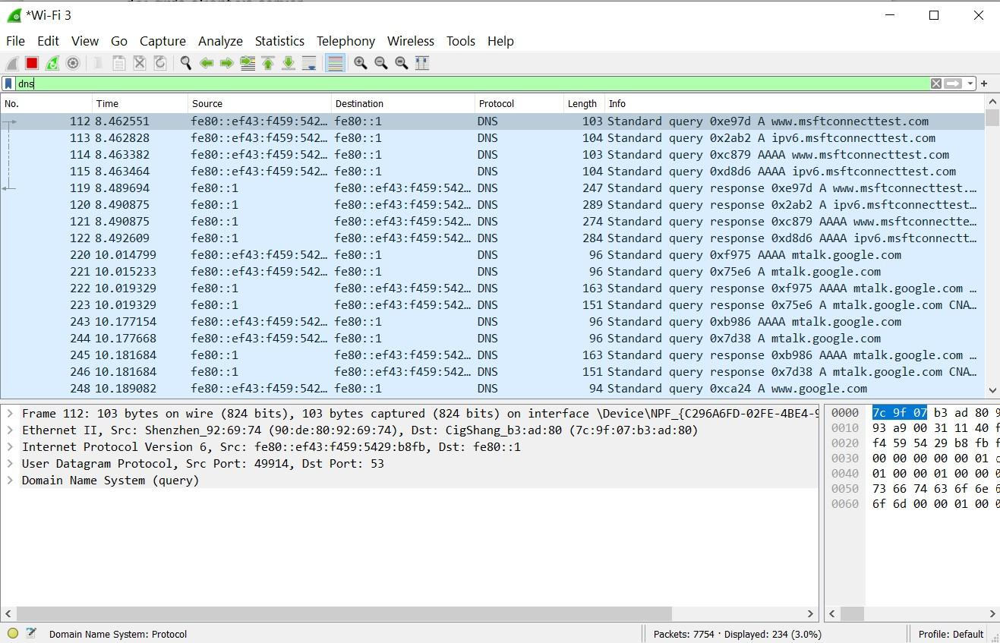 *Wi-Fi 3
File Edit View Go Capture Analyze Statistics Telephony Wireless Tools Help
dns
No. Time Source Destination Protocol Length Info
112 8.462551 fe80::ef43:f459:542… fe80::1 DNS 103 Standard query 0xe97d A www.msftconnecttest.com
113 8.462828 fe80::ef43:f459:542… fe80::1 DNS 104 Standard query 0x2ab2 A ipv6.msftconnecttest.com
114 8.463382 fe80::ef43:f459:542… fe80::1 DNS 103 Standard query 0xc879 AAAA www.msftconnecttest.com
115 8.463464 fe80::ef43:f459:542… fe80::1 DNS 104 Standard query 0xd8d6 AAAA ipv6.msftconnecttest.com
119 8.489694 fe80::1 fe80::ef43:f459:542… DNS 247 Standard query response 0xe97d A www.msftconnecttest.…
120 8.490875 fe80::1 fe80::ef43:f459:542… DNS 289 Standard query response 0x2ab2 A ipv6.msftconnecttest…
121 8.490875 fe80::1 fe80::ef43:f459:542… DNS 274 Standard query response 0xc879 AAAA www.msftconnectte…
122 8.492609 fe80::1 fe80::ef43:f459:542… DNS 284 Standard query response 0xd8d6 AAAA ipv6.msftconnectt…
220 10.014799 fe80::ef43:f459:542… fe80::1 DNS 96 Standard query 0xf975 AAAA mtalk.google.com
221 10.015233 fe80::ef43:f459:542… fe80::1 DNS 96 Standard query 0x75e6 A mtalk.google.com
222 10.019329 fe80::1 fe80::ef43:f459:542… DNS 163 Standard query response 0xf975 AAAA mtalk.google.com …
223 10.019329 fe80::1 fe80::ef43:f459:542… DNS 151 Standard query response 0x75e6 A mtalk.google.com CNA…
243 10.177154 fe80::ef43:f459:542… fe80::1 DNS 96 Standard query 0xb986 AAAA mtalk.google.com
244 10.177668 fe80::ef43:f459:542… fe80::1 DNS 96 Standard query 0x7d38 A mtalk.google.com
245 10.181684 fe80::1 fe80::ef43:f459:542… DNS 163 Standard query response 0xb986 AAAA mtalk.google.com …
246 10.181684 fe80::1 fe80::ef43:f459:542… DNS 151 Standard query response 0x7d38 A mtalk.google.com CNA…
248 10.189082 fe80::ef43:f459:542… fe80::1 DNS 94 Standard query 0xca24 A www.google.com
Frame 112: 103 bytes on wire (824 bits), 103 bytes captured (824 bits) on interface \Device\NPF_{C296A6FD-02FE-4BE4-9
Ethernet II, Src: Shenzhen_92:69:74 (90:de:80:92:69:74), Dst: CigShang_b3:ad:80 (7c:9f:07:b3:ad:80)
Internet Protocol Version 6, Src: fe80::ef43:f459:5429:b8fb, Dst: fe80::1
User Datagram Protocol, Src Port: 49914, Dst Port: 53
Domain Name System (query)
0000 7c 9f 07 b3 ad 80 9
0010 93 a9 00 31 11 40 f
0020 f4 59 54 29 b8 fb f
0030 00 00 00 00 00 01
0040 01 00 00 01 00 00
0050 73 66 74 63 6f 6e 6
0060 6f 6d 00 00 01 00
Domain Name System: Protocol
Packets: 7754 · Displayed: 234 (3.0%)
Profile: Default